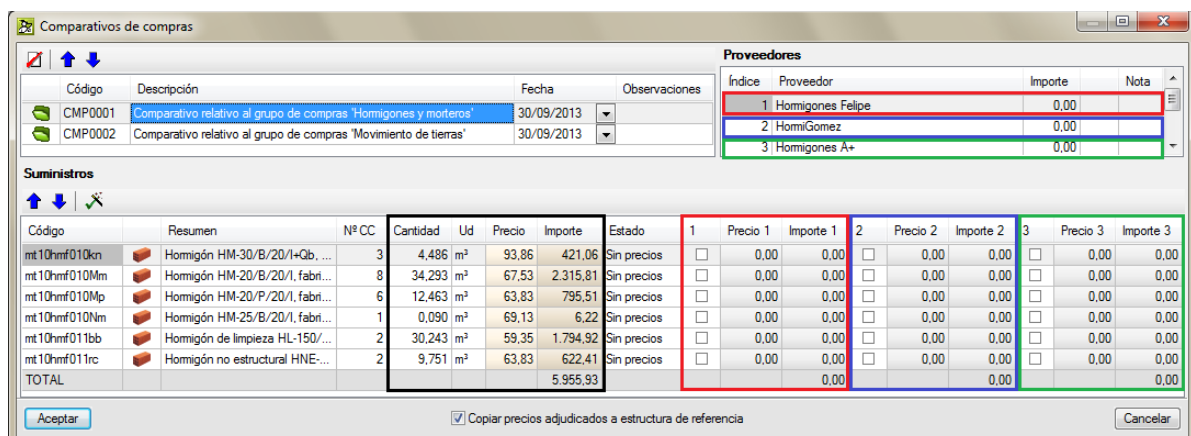 Comparativos de compras
Proveedores
Código Descripción Fecha Observaciones
Índice Proveedor Importe Nota
CMP0001 Comparativo relativo al grupo de compras 'Hormigones y morteros' 30/09/2013
1 Hormigones Felipe 0,00
CMP0002 Comparativo relativo al grupo de compras 'Movimiento de tierras' 30/09/2013
2 HormiGomez 0,00
3 Hormigones A+ 0,00
Suministros
Código Resumen Nº CC Cantidad Ud Precio Importe Estado 1 Precio 1 Importe 1 2 Precio 2 Importe 2 3 Precio 3 Importe 3
mt10hmf010kn Hormigón HM-30/B/20/I+Qb, ... 3 4,486 m³ 93,86 421,06 Sin precios 0,00 0,00 0,00 0,00 0,00 0,00
mt10hmf010Mm Hormigón HM-20/B/20/I, fabri... 8 34,293 m³ 67,53 2.315,81 Sin precios 0,00 0,00 0,00 0,00 0,00 0,00
mt10hmf010Mp Hormigón HM-20/P/20/I, fabri... 6 12,463 m³ 63,83 795,51 Sin precios 0,00 0,00 0,00 0,00 0,00 0,00
mt10hmf010Nm Hormigón HM-25/B/20/I, fabri... 1 0,090 m³ 69,13 6,22 Sin precios 0,00 0,00 0,00 0,00 0,00 0,00
mt10hmf011bb Hormigón de limpieza HL-150/... 2 30,243 m³ 59,35 1.794,92 Sin precios 0,00 0,00 0,00 0,00 0,00 0,00
mt10hmf011rc Hormigón no estructural HNE-... 2 9,751 m³ 63,83 622,41 Sin precios 0,00 0,00 0,00 0,00 0,00 0,00
TOTAL 5.955,93 0,00 0,00 0,00
Aceptar Copiar precios adjudicados a estructura de referencia Cancelar